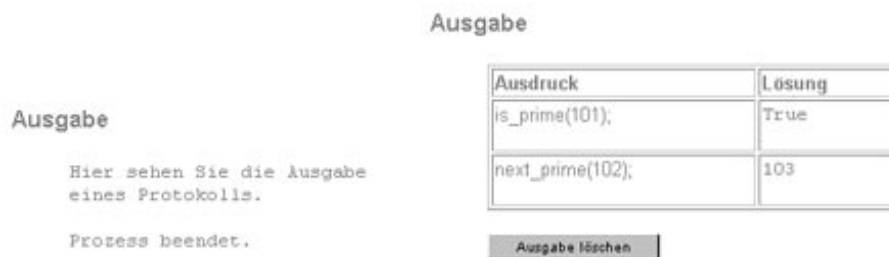 Ausgabe
Hier sehen Sie die Ausgabe
eines Protokolls.
Prozess beendet.
Ausgabe
Ausdruck Lösung
is_prime(101); True
next_prime(102); 103
Ausgabe löschen